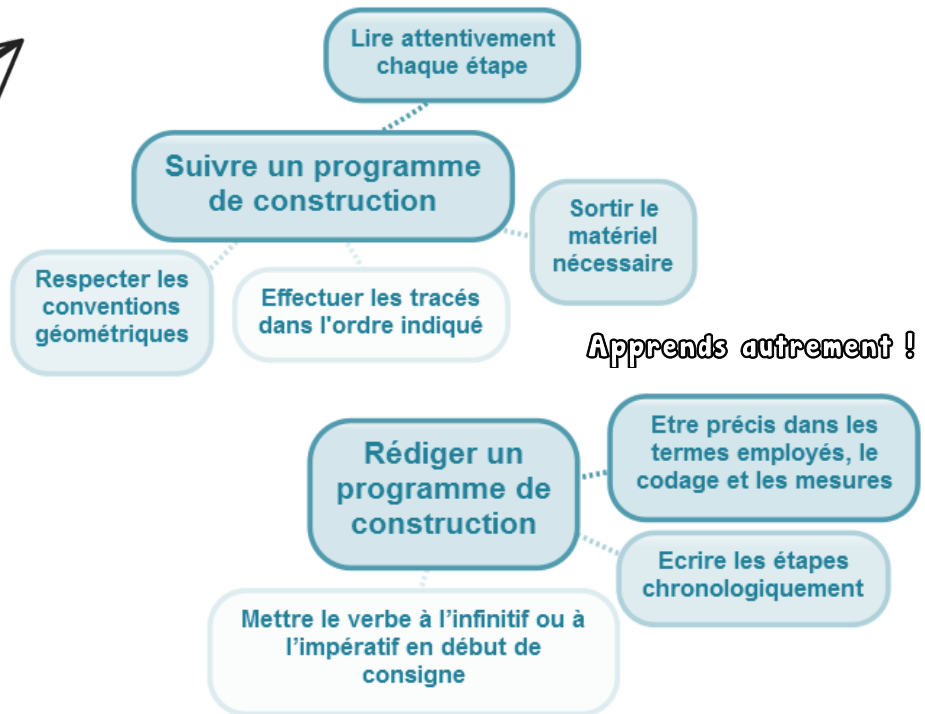 Lire attentivement
chaque étape
Suivre un programme
de construction
Sortir le
matériel
nécessaire
Respecter les
conventions
géométriques
Effectuer les tracés
dans l'ordre indiqué
Apprends autrement !
Rédiger un
programme de
construction
Etre précis dans les
termes employés, le
codage et les mesures
Ecrire les étapes
chronologiquement
Mettre le verbe à l’infinitif ou à
l’impératif en début de
consigne